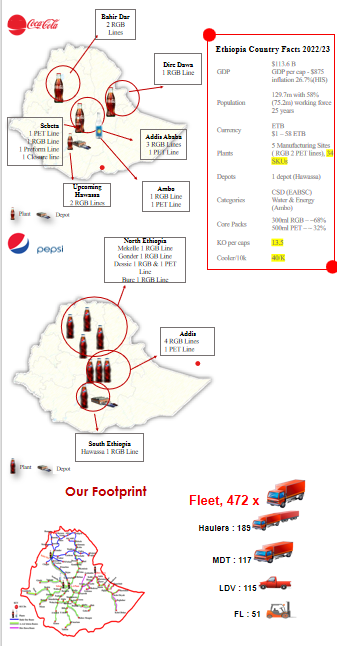 Coca-Cola
Bahir Dar
2 RGB
Lines
Dire Dawa
1 RGB Line
Sebeta
1 PET Line
1 RGB Line
1 Preform Line
1 Closure line
Addis Ababa
3 RGB Lines
1 PET Line
Upcoming
Hawassa
2 RGB Lines
Ambo
1 RGB Line
1 PET Line
Plant
Depot
Ethiopia Country Facts 2022/23
GDP
$113.6 B
GDP per cap - $875
inflation 26.7%(HIS)
Population
129.7m with 58%
(75.2m) working force
25 years
Currency
ETB
$1 – 58 ETB
Plants
5 Manufacturing Sites
( RGB 2 PET lines), 34
SKUs
Depots
1 depot (Hawassa)
Categories
CSD (EABSC)
Water & Energy
(Ambo)
Core Packs
300ml RGB – ~68%
500ml PET – ~ 32%
KO per caps
13.5
Cooler/10k
40/K
pepsi
North Ethiopia
Mekelle 1 RGB Line
Gonder 1 RGB Line
Dessie 1 RGB & 1 PET
Line
Bure 1 RGB Line
Addis
4 RGB Lines
1 PET Line
South Ethiopia
Hawassa 1 RGB Line
Plant
Depot
Our Footprint
Fleet, 472 x
Haulers : 189
MDT : 117
LDV : 115
FL : 51